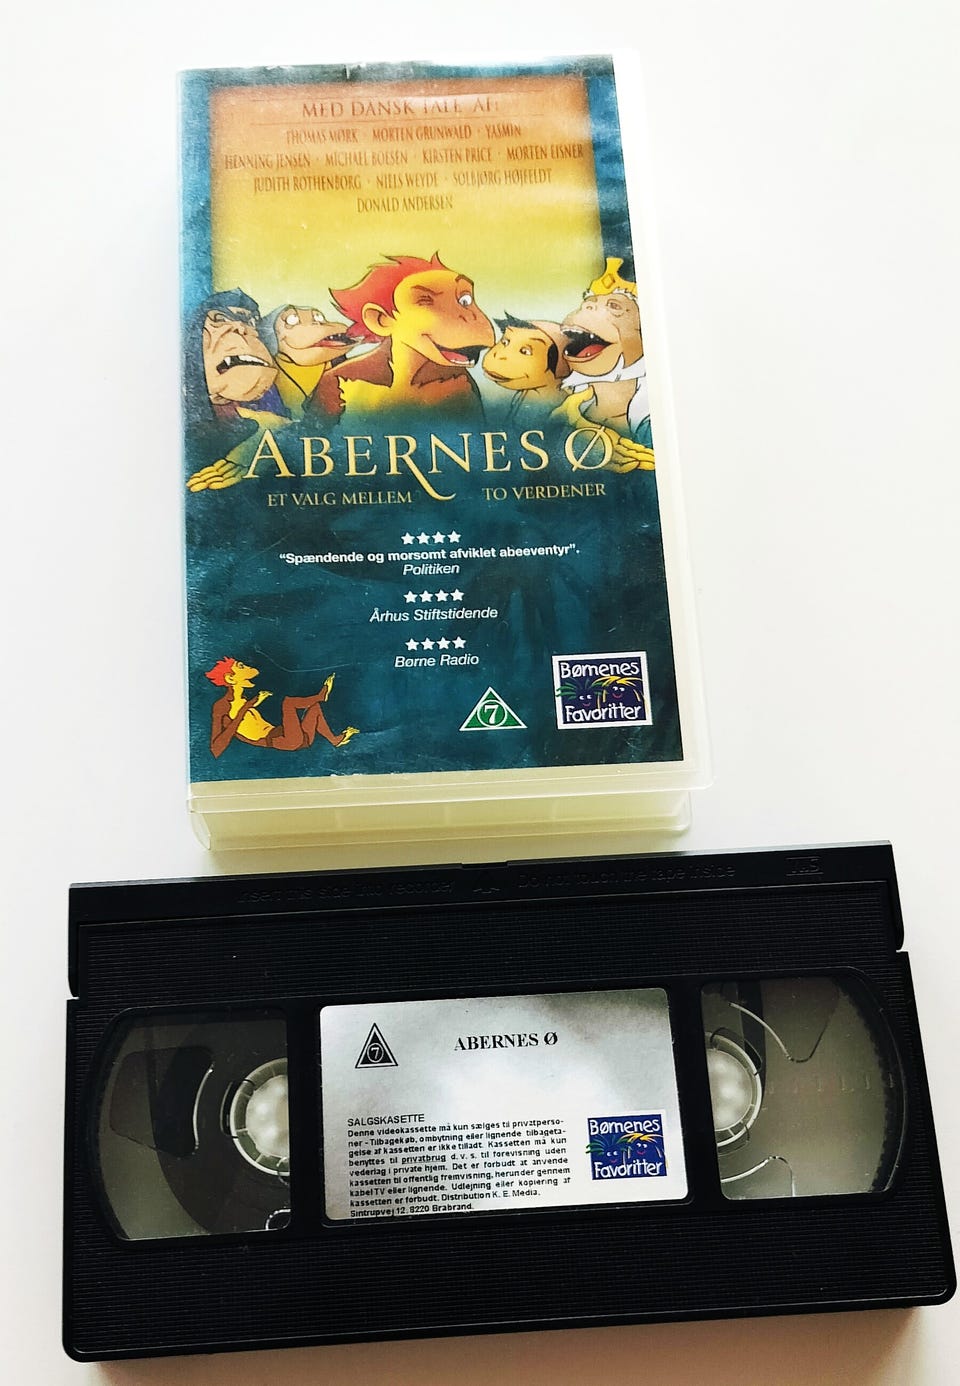 MED DANSK TALE AF:
THOMAS MØRK · MORTEN GRUNWALD · YASMIN
HENNING JENSEN · MICHAEL BOLSEN · KIRSTEN PRICE · MORTEN EISNER
JUDITH ROTHENBORG · NIELS WEYDE · SOLBJØRG HØJFELDT
DONALD ANDERSEN
ABERNES Ø
ET VALG MELLEM TO VERDENER
“Spændende og morsomt afviklet abeeventyr”.
Politiken
Århus Stiftstidende
Børne Radio
7
Børnenes
Favoritter
Insert this side into recorder Do not touch the tape inside
VHS
7
ABERNES Ø
SALGSKASETTE
Denne videokassette må kun sælges til privatperso-
ner - Tilbagekøb, ombytning eller lignende tilbageta-
gelse af kassetten er ikke tilladt. Kassetten må kun
benyttes til privatbrug d. v. s. til forevisning uden
vederlag i private hjem. Det er forbudt at anvende
kassetten til offentlig fremvisning, herunder gennem
kabel TV eller lignende. Udlejning eller kopiering af
kassetten er forbudt. Distribution K. E. Media.
Sintrupvej 12, 8220 Brabrand.
Børnenes
Favoritter